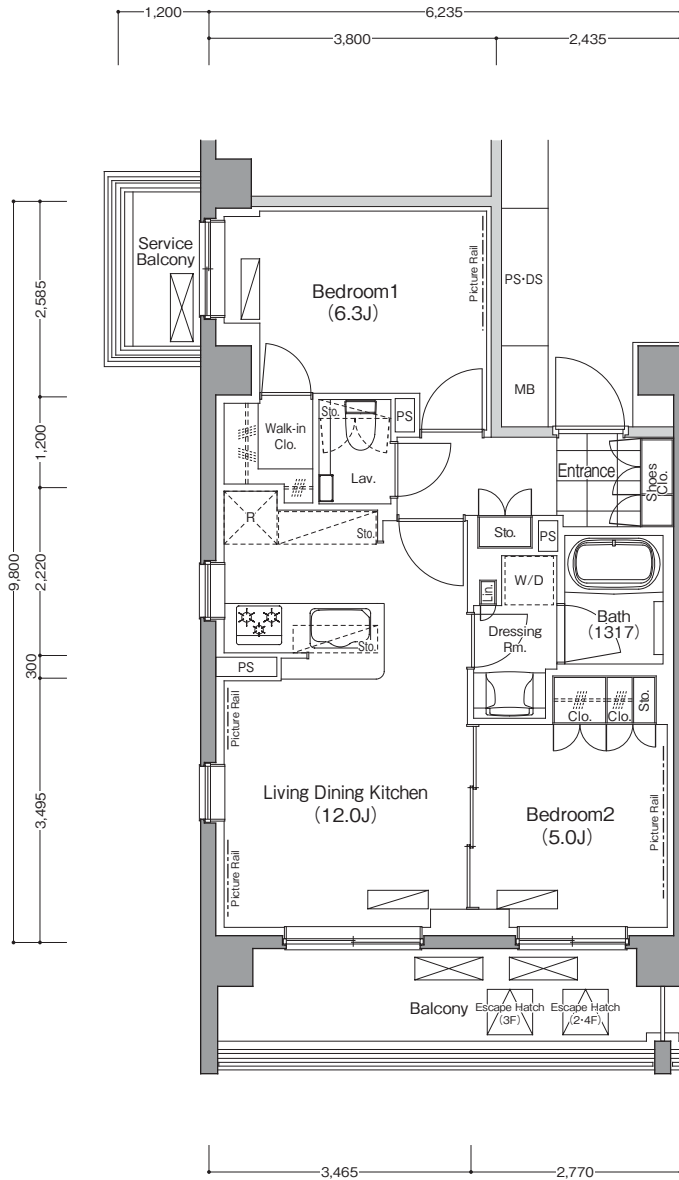 1,200
6,235
3,800
2,435
Service
Balcony
Bedroom1
(6.3J)
Picture Rail
PS・DS
MB
2,585
1,200
9,800
2,220
300
3,495
Walk-in
Clo.
Sto.
PS
Lav.
Entrance
Shoes
Clo.
R
Sto.
Sto.
PS
Lin.
W/D
Dressing
Rm.
Bath
(1317)
Sto.
PS
Clo.
Clo.
Sto.
Picture Rail
Living Dining Kitchen
(12.0J)
Picture Rail
Bedroom2
(5.0J)
Picture Rail
Balcony
Escape Hatch
(3F)
Escape Hatch
(2・4F)
3,465
2,770